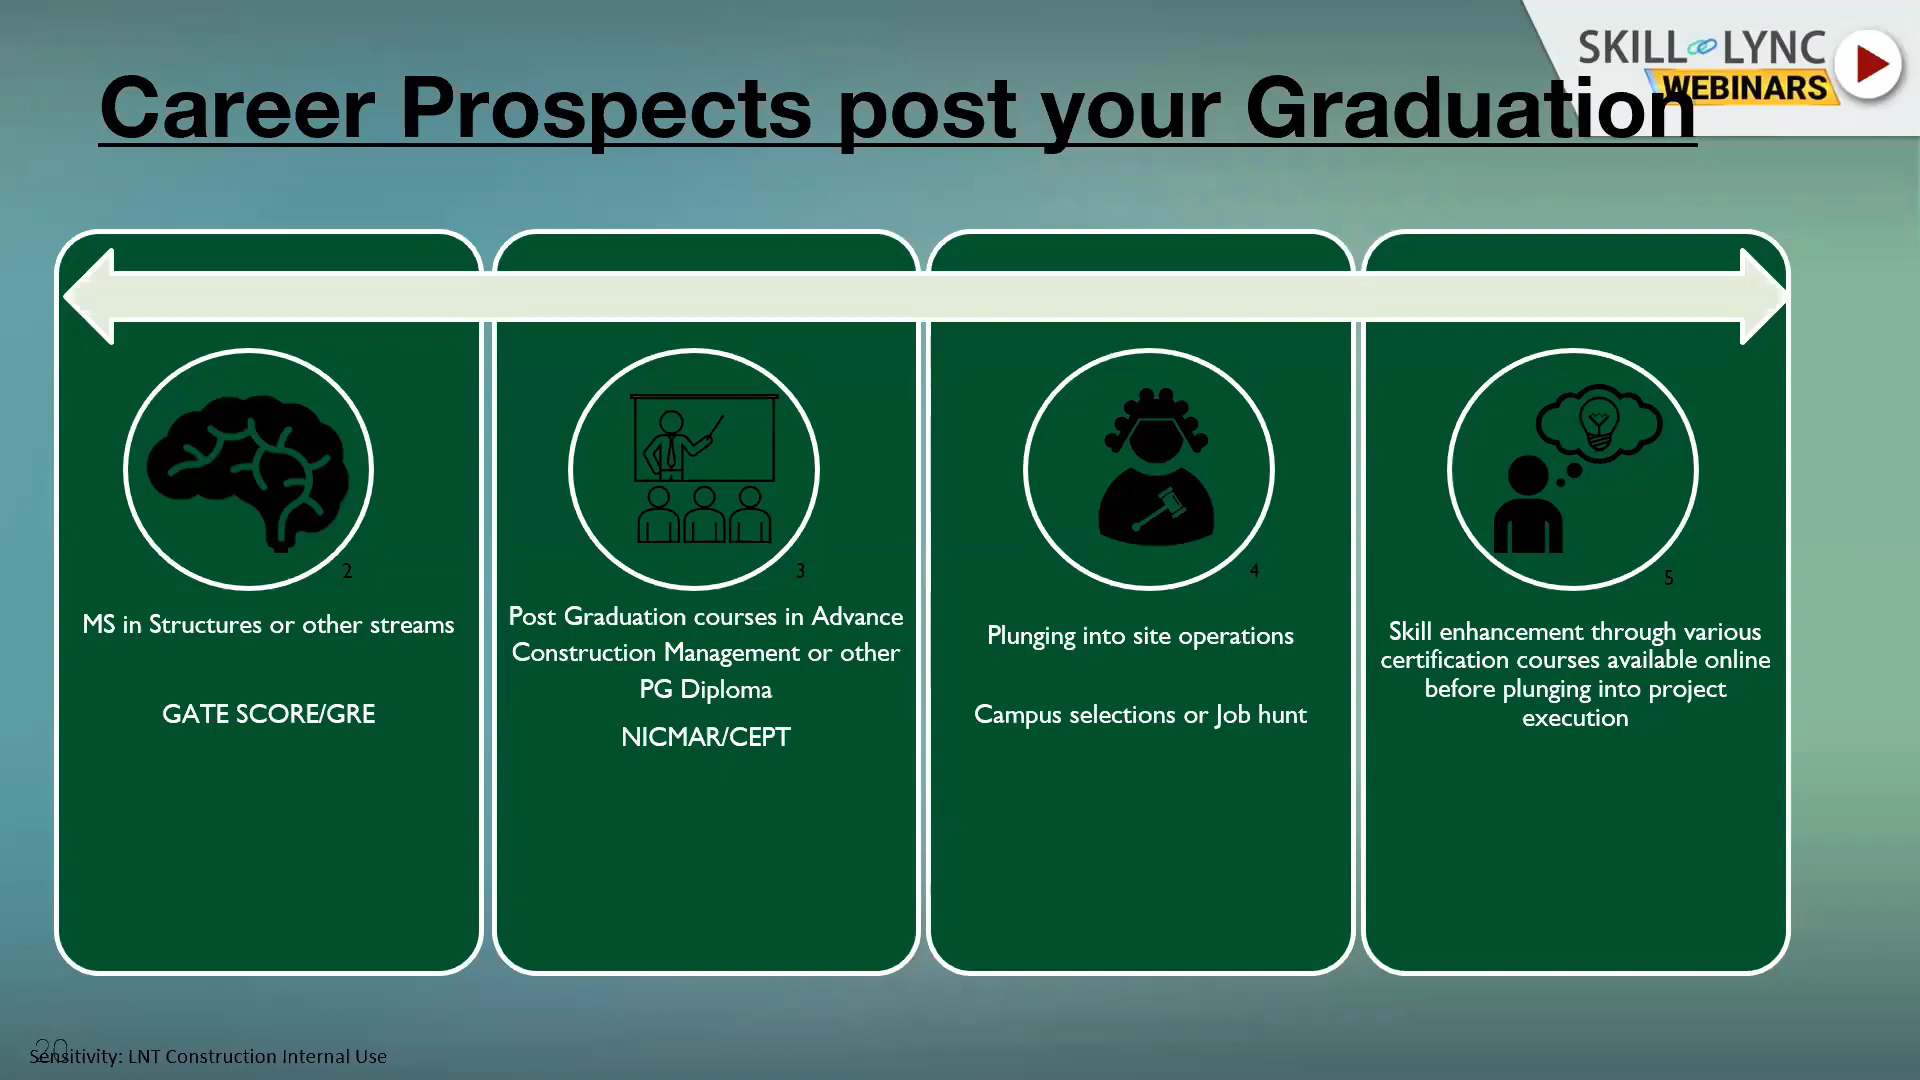 SKILL LYNC
WEBINARS
Career Prospects post your Graduation
2
MS in Structures or other streams
GATE SCORE/GRE
3
Post Graduation courses in Advance
Construction Management or other
PG Diploma
NICMAR/CEPT
4
Plunging into site operations
Campus selections or Job hunt
5
Skill enhancement through various
certification courses available online
before plunging into project
execution
20
Sensitivity: LNT Construction Internal Use